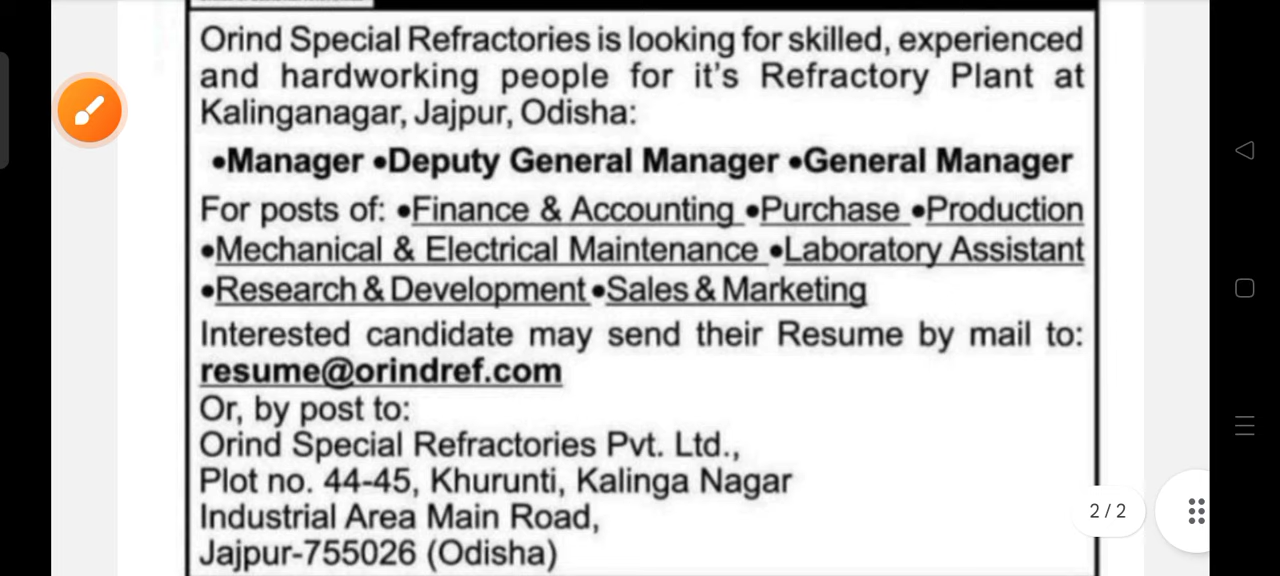 Orind Special Refractories is looking for skilled, experienced
and hardworking people for it's Refractory Plant at
Kalinganagar, Jajpur, Odisha:
•Manager •Deputy General Manager •General Manager
For posts of: •Finance & Accounting •Purchase •Production
•Mechanical & Electrical Maintenance •Laboratory Assistant
•Research & Development •Sales & Marketing
Interested candidate may send their Resume by mail to:
resume@orindref.com
Or, by post to:
Orind Special Refractories Pvt. Ltd.,
Plot no. 44-45, Khurunti, Kalinga Nagar
Industrial Area Main Road,
Jajpur-755026 (Odisha)
2 / 2